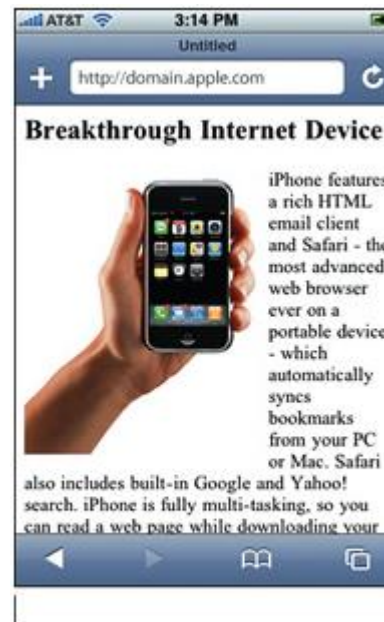 AT&T 3:14 PM
Untitled
http://domain.apple.com
Breakthrough Internet Device
iPhone features
a rich HTML
email client
and Safari - the
most advanced
web browser
ever on a
portable device
- which
automatically
syncs
bookmarks
from your PC
or Mac. Safari
also includes built-in Google and Yahoo!
search. iPhone is fully multi-tasking, so you
can read a web page while downloading your